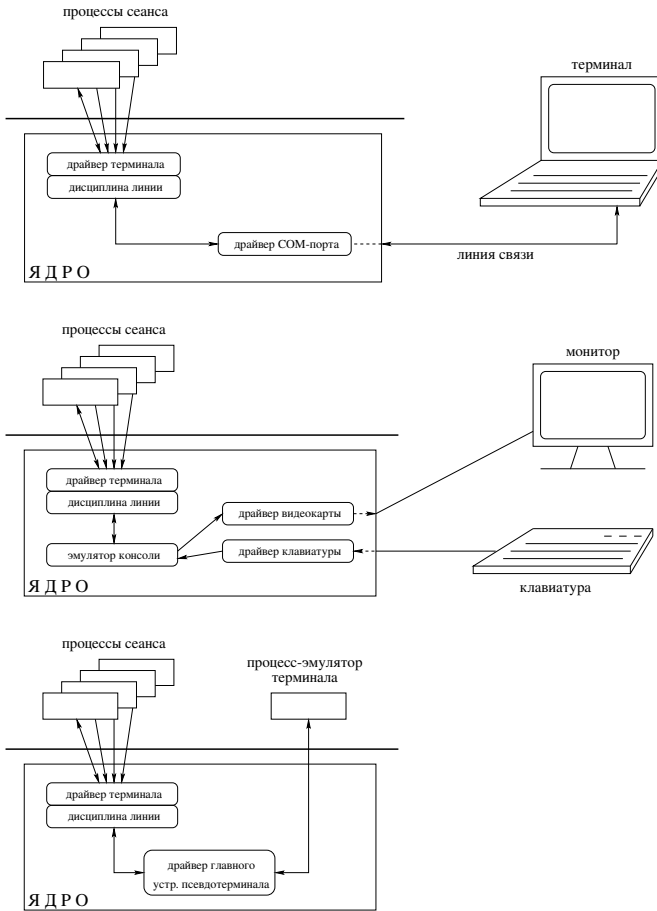 процессы сеанса
терминал
драйвер терминала
дисциплина линии
драйвер COM-порта
линия связи
ЯДРО
процессы сеанса
монитор
драйвер терминала
дисциплина линии
драйвер видеокарты
эмулятор консоли
драйвер клавиатуры
клавиатура
ЯДРО
процессы сеанса
процесс-эмулятор
терминала
драйвер терминала
дисциплина линии
драйвер главного
устр. псевдотерминала
ЯДРО